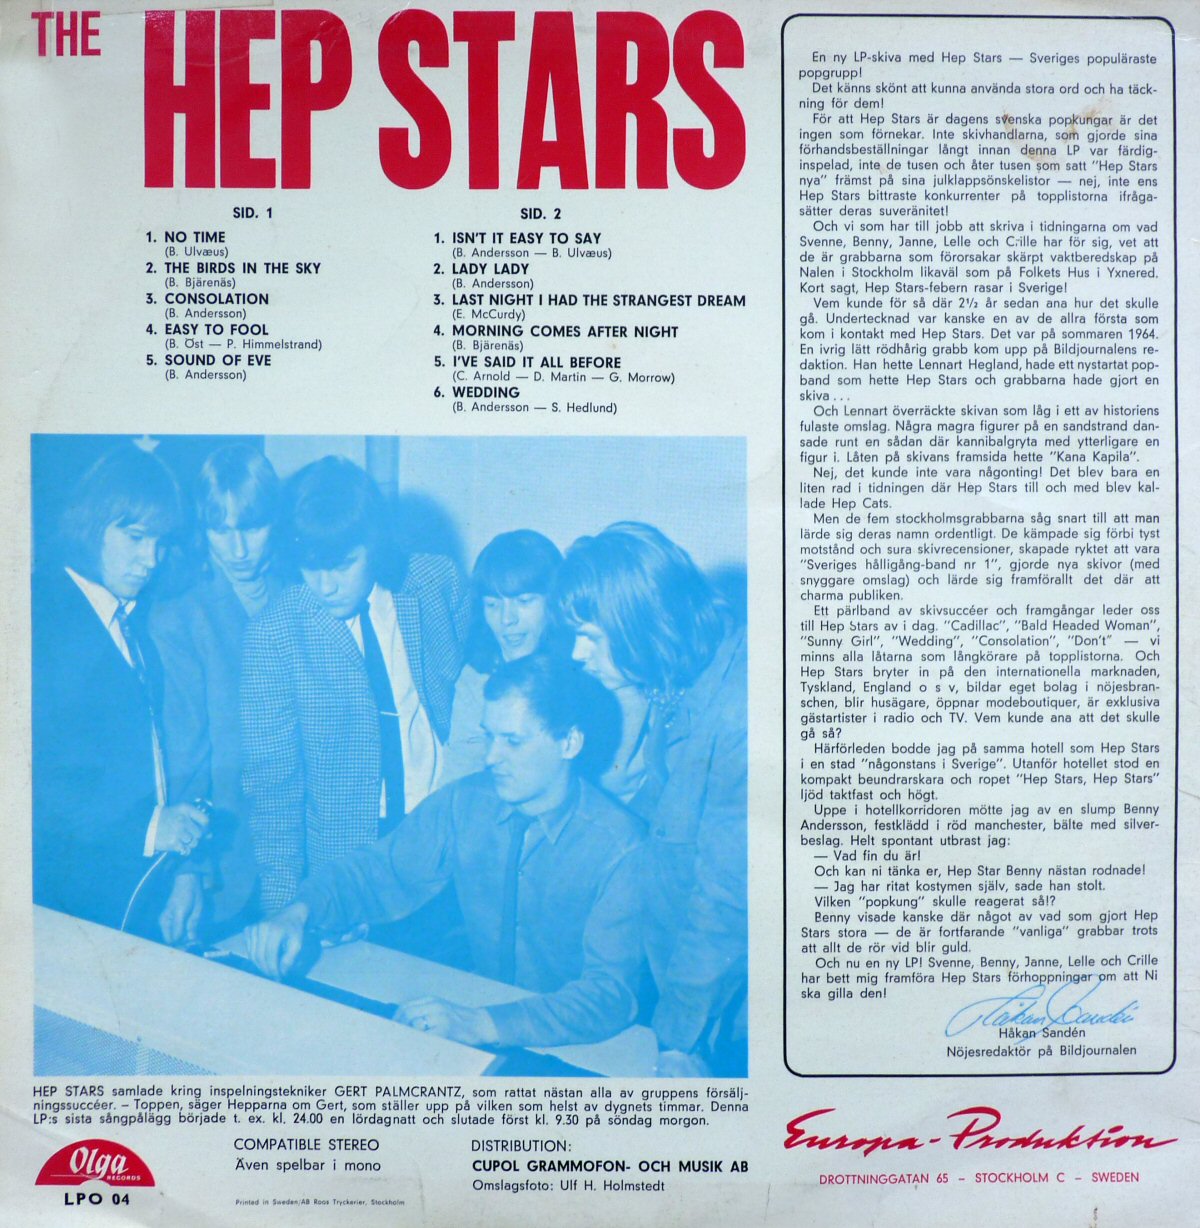 THE HEP STARS
SID. 1
1. NO TIME
(B. Ulvæus)
2. THE BIRDS IN THE SKY
(B. Bjärenäs)
3. CONSOLATION
(B. Andersson)
4. EASY TO FOOL
(B. Öst — P. Himmelstrand)
5. SOUND OF EVE
(B. Andersson)
SID. 2
1. ISN'T IT EASY TO SAY
(B. Andersson — B. Ulvæus)
2. LADY LADY
(B. Andersson)
3. LAST NIGHT I HAD THE STRANGEST DREAM
(E. McCurdy)
4. MORNING COMES AFTER NIGHT
(B. Bjärenäs)
5. I'VE SAID IT ALL BEFORE
(C. Arnold — D. Martin — G. Morrow)
6. WEDDING
(B. Andersson — S. Hedlund)
En ny LP-skiva med Hep Stars — Sveriges populäraste
popgrupp!
Det känns skönt att kunna använda stora ord och ha täck-
ning för dem!
För att Hep Stars är dagens svenska popkungar är det
ingen som förnekar. Inte skivhandlarna, som gjorde sina
förhandsbeställningar långt innan denna LP var färdig-
inspelad, inte de tusen och åter tusen som satt "Hep Stars
nya" främst på sina julklappsönskelistor — nej, inte ens
Hep Stars bittraste konkurrenter på topplistorna ifråga-
sätter deras suveränitet!
Och vi som har till jobb att skriva i tidningarna om vad
Svenne, Benny, Janne, Lelle och Crille har för sig, vet att
de är grabbarna som förorsakar skärpt vaktberedskap på
Nalen i Stockholm likaväl som på Folkets Hus i Yxnered.
Kort sagt, Hep Stars-febern rasar i Sverige!
Vem kunde för så där 2½ år sedan ana hur det skulle
gå. Undertecknad var kanske en av de allra första som
kom i kontakt med Hep Stars. Det var på sommaren 1964.
En ivrig lätt rödhårig grabb kom upp på Bildjournalens re-
daktion. Han hette Lennart Hegland, hade ett nystartat pop-
band som hette Hep Stars och grabbarna hade gjort en
skiva . . .
Och Lennart överräckte skivan som låg i ett av historiens
fulaste omslag. Några magra figurer på en sandstrand dan-
sade runt en sådan där kannibalgryta med ytterligare en
figur i. Låten på skivans framsida hette "Kana Kapila".
Nej, det kunde inte vara någonting! Det blev bara en
liten rad i tidningen där Hep Stars till och med blev kal-
lade Hep Cats.
Men de fem stockholmsgrabbarna såg snart till att man
lärde sig deras namn ordentligt. De kämpade sig förbi tyst
motstånd och sura skivrecensioner, skapade ryktet att vara
"Sveriges hålligång-band nr 1", gjorde nya skivor (med
snyggare omslag) och lärde sig framförallt det där att
charma publiken.
Ett pärlband av skivsuccéer och framgångar leder oss
till Hep Stars av i dag. "Cadillac", "Bald Headed Woman",
"Sunny Girl", "Wedding", "Consolation", "Don't" — vi
minns alla låtarna som långkörare på topplistorna. Och
Hep Stars bryter in på den internationella marknaden,
Tyskland, England o s v, bildar eget bolag i nöjesbran-
schen, blir husägare, öppnar modeboutiquer, är exklusiva
gästartister i radio och TV. Vem kunde ana att det skulle
gå så?
Härförleden bodde jag på samma hotell som Hep Stars
i en stad "någonstans i Sverige". Utanför hotellet stod en
kompakt beundrarskara och ropet "Hep Stars, Hep Stars"
ljöd taktfast och högt.
Uppe i hotellkorridoren mötte jag av en slump Benny
Andersson, festklädd i röd manchester, bälte med silver-
beslag. Helt spontant utbrast jag:
— Vad fin du är!
Och kan ni tänka er, Hep Star Benny nästan rodnade!
— Jag har ritat kostymen själv, sade han stolt.
Vilken "popkung" skulle reagerat så!?
Benny visade kanske där något av vad som gjort Hep
Stars stora — de är fortfarande "vanliga" grabbar trots
att allt de rör vid blir guld.
Och nu en ny LP! Svenne, Benny, Janne, Lelle och Crille
har bett mig framföra Hep Stars förhoppningar om att Ni
ska gilla den!
Håkan Sandén
Håkan Sandén
Nöjesredaktör på Bildjournalen
HEP STARS samlade kring inspelningstekniker GERT PALMCRANTZ, som rattat nästan alla av gruppens försälj-
ningssuccéer. – Toppen, säger Hepparna om Gert, som ställer upp på vilken som helst av dygnets timmar. Denna
LP:s sista sångpålägg började t. ex. kl. 24.00 en lördagnatt och slutade först kl. 9.30 på söndag morgon.
Olga
RECORDS
LPO 04
COMPATIBLE STEREO
Även spelbar i mono
Printed in Sweden/AB Roos Tryckerier, Stockholm
DISTRIBUTION:
CUPOL GRAMMOFON- OCH MUSIK AB
Omslagsfoto: Ulf H. Holmstedt
Europa-Produktion
DROTTNINGGATAN 65 – STOCKHOLM C – SWEDEN